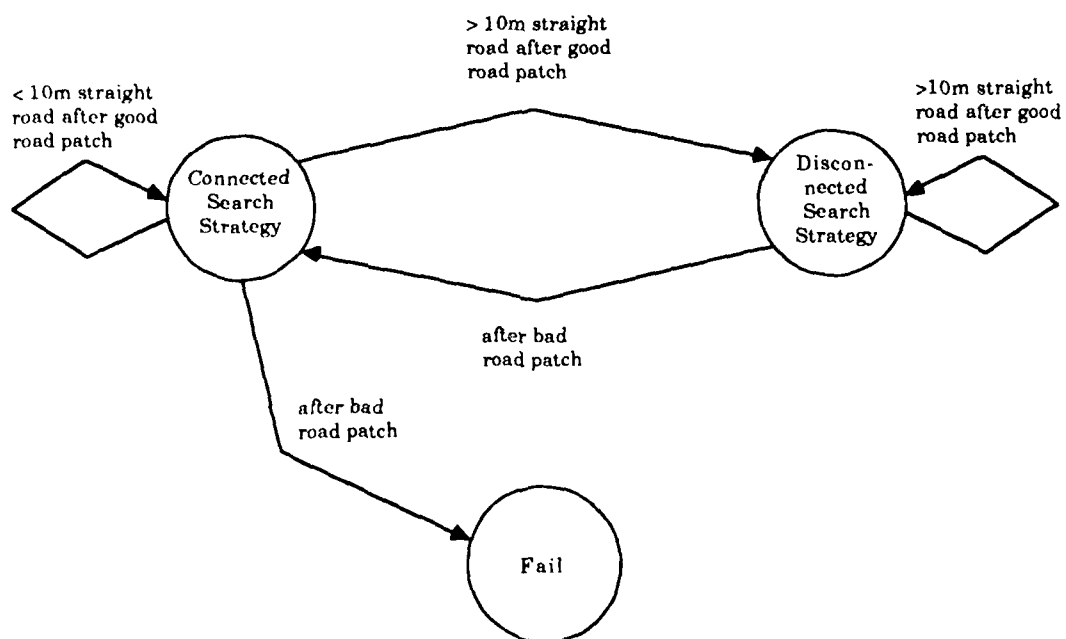 > 10m straight
road after good
road patch
< 10m straight
road after good
road patch
>10m straight
road after good
road patch
Connected
Search
Strategy
Discon-
nected
Search
Strategy
after bad
road patch
after bad
road patch
Fail